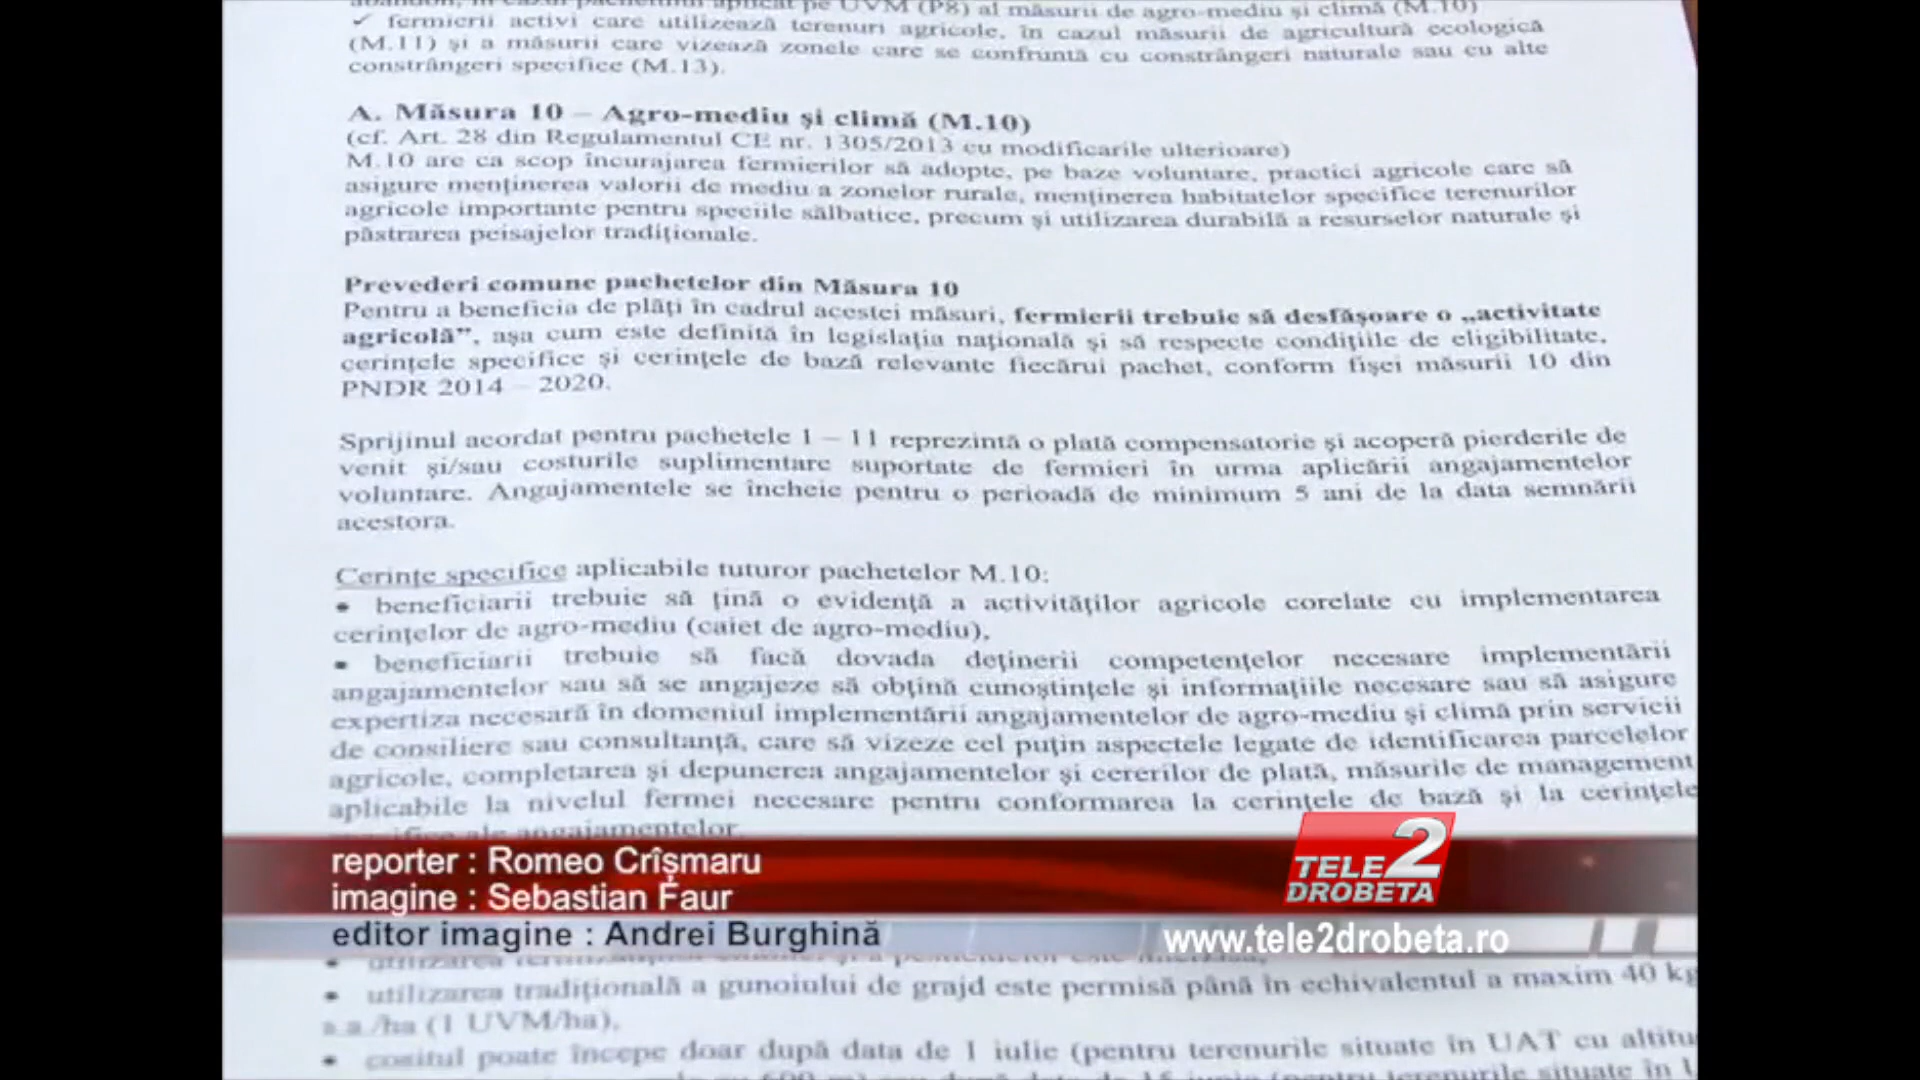 pe UVM (P8) al măsurii de agro-mediu și climă (M.10)
✓ fermierii activi care utilizează terenuri agricole, în cazul măsurii de agricultură ecologică
(M.11) și a măsurii care vizează zonele care se confruntă cu constrângeri naturale sau cu alte
constrângeri specifice (M.13).
A. Măsura 10 – Agro-mediu și climă (M.10)
(cf. Art. 28 din Regulamentul CE nr. 1305/2013 cu modificarile ulterioare)
M.10 are ca scop încurajarea fermierilor să adopte, pe baze voluntare, practici agricole care să
asigure menținerea valorii de mediu a zonelor rurale, menținerea habitatelor specifice terenurilor
agricole importante pentru speciile sălbatice, precum și utilizarea durabilă a resurselor naturale și
păstrarea peisajelor tradiționale.
Prevederi comune pachetelor din Măsura 10
Pentru a beneficia de plăți în cadrul acestei măsuri, fermierii trebuie să desfășoare o „activitate
agricolă”, așa cum este definită în legislația națională și să respecte condițiile de eligibilitate,
cerințele specifice și cerințele de bază relevante fiecărui pachet, conform fișei măsurii 10 din
PNDR 2014 – 2020.
Sprijinul acordat pentru pachetele 1 – 11 reprezintă o plată compensatorie și acoperă pierderile de
venit și/sau costurile suplimentare suportate de fermieri în urma aplicării angajamentelor
voluntare. Angajamentele se încheie pentru o perioadă de minimum 5 ani de la data semnării
acestora.
Cerințe specifice aplicabile tuturor pachetelor M.10:
• beneficiarii trebuie să țină o evidență a activităților agricole corelate cu implementarea
cerințelor de agro-mediu (caiet de agro-mediu),
• beneficiarii trebuie să facă dovada deținerii competențelor necesare implementării
angajamentelor sau să se angajeze să obțină cunoștințele și informațiile necesare sau să asigure
expertiza necesară în domeniul implementării angajamentelor de agro-mediu și climă prin servicii
de consiliere sau consultanță, care să vizeze cel puțin aspectele legate de identificarea parcelelor
agricole, completarea și depunerea angajamentelor și cererilor de plată, măsurile de management
aplicabile la nivelul fermei necesare pentru conformarea la cerințele de bază și la cerințele
ale angajamentelor.
reporter : Romeo Crîșmaru
imagine : Sebastian Faur
editor imagine : Andrei Burghină
TELE 2
DROBETA
www.tele2drobeta.ro
• utilizarea
• utilizarea tradițională a gunoiului de grajd este permisă până în echivalentul a maxim 40 kg
s.a./ha (1 UVM/ha),
• cositul poate începe doar după data de 1 iulie (pentru terenurile situate în UAT cu altitu